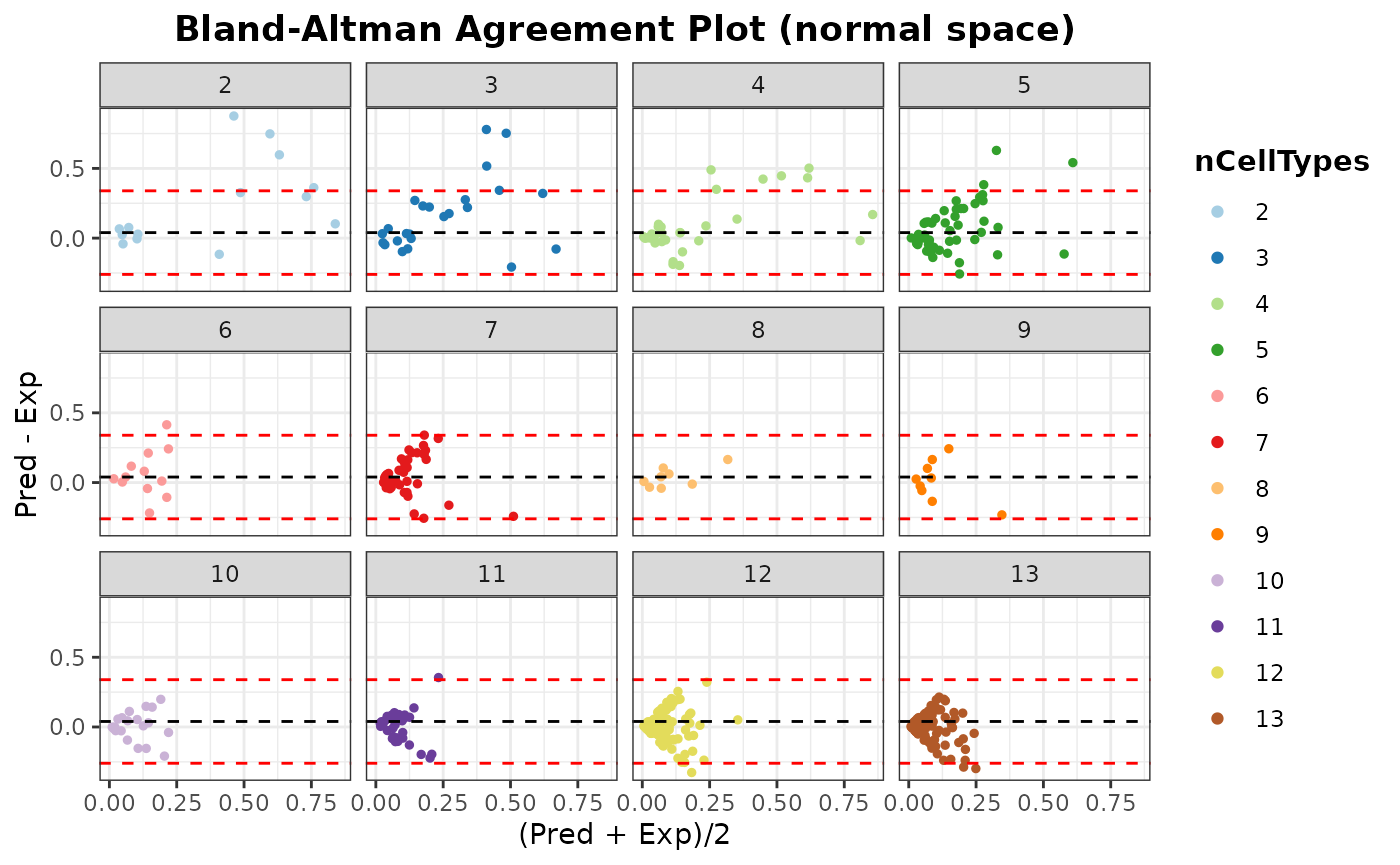 Bland-Altman Agreement Plot (normal space)
2 3 4 5
0.5
0.0
6 7 8 9
0.5
0.0
10 11 12 13
0.5
0.0
0.00 0.25 0.50 0.75 0.00 0.25 0.50 0.75 0.00 0.25 0.50 0.75 0.00 0.25 0.50 0.75
(Pred + Exp)/2
Pred - Exp
nCellTypes
2
3
4
5
6
7
8
9
10
11
12
13